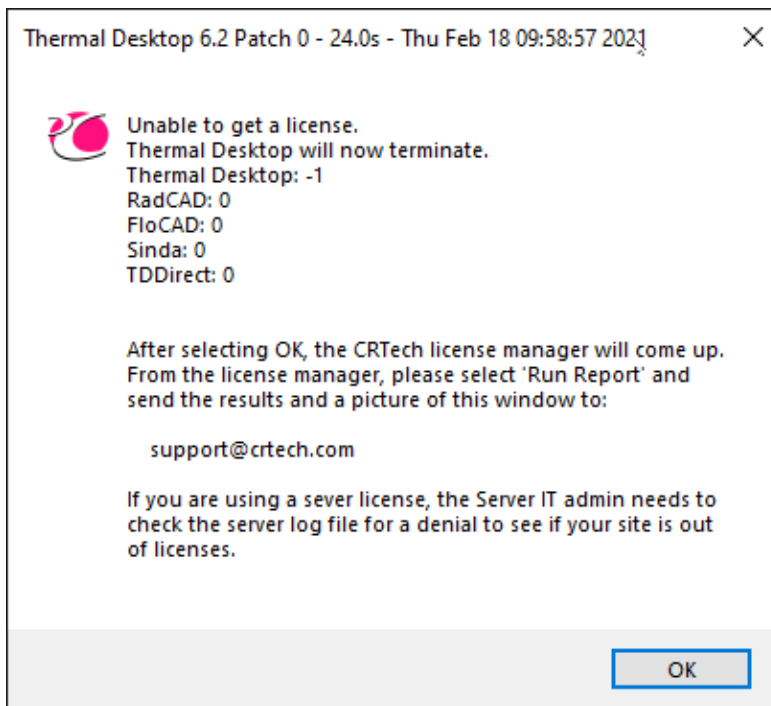 Thermal Desktop 6.2 Patch 0 - 24.0s - Thu Feb 18 09:58:57 2021
Unable to get a license.
Thermal Desktop will now terminate.
Thermal Desktop: -1
RadCAD: 0
FloCAD: 0
Sinda: 0
TDDirect: 0
After selecting OK, the CRTech license manager will come up.
From the license manager, please select 'Run Report' and
send the results and a picture of this window to:
support@crtech.com
If you are using a sever license, the Server IT admin needs to
check the server log file for a denial to see if your site is out
of licenses.
OK